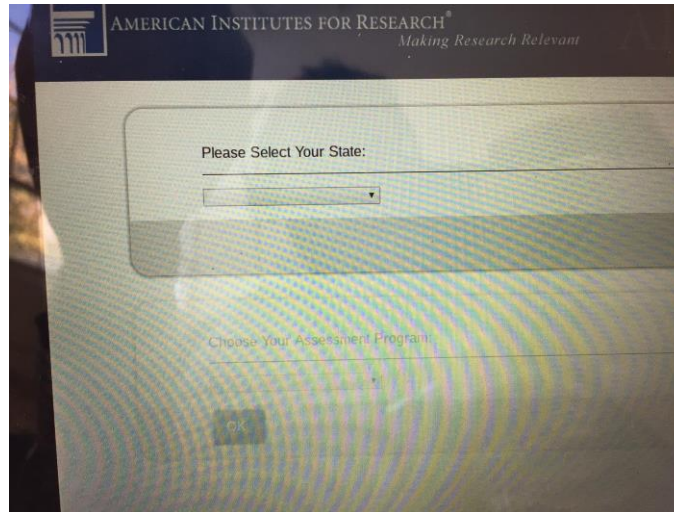 AMERICAN INSTITUTES FOR RESEARCH®
Making Research Relevant
Please Select Your State:
Choose Your Assessment Program:
OK